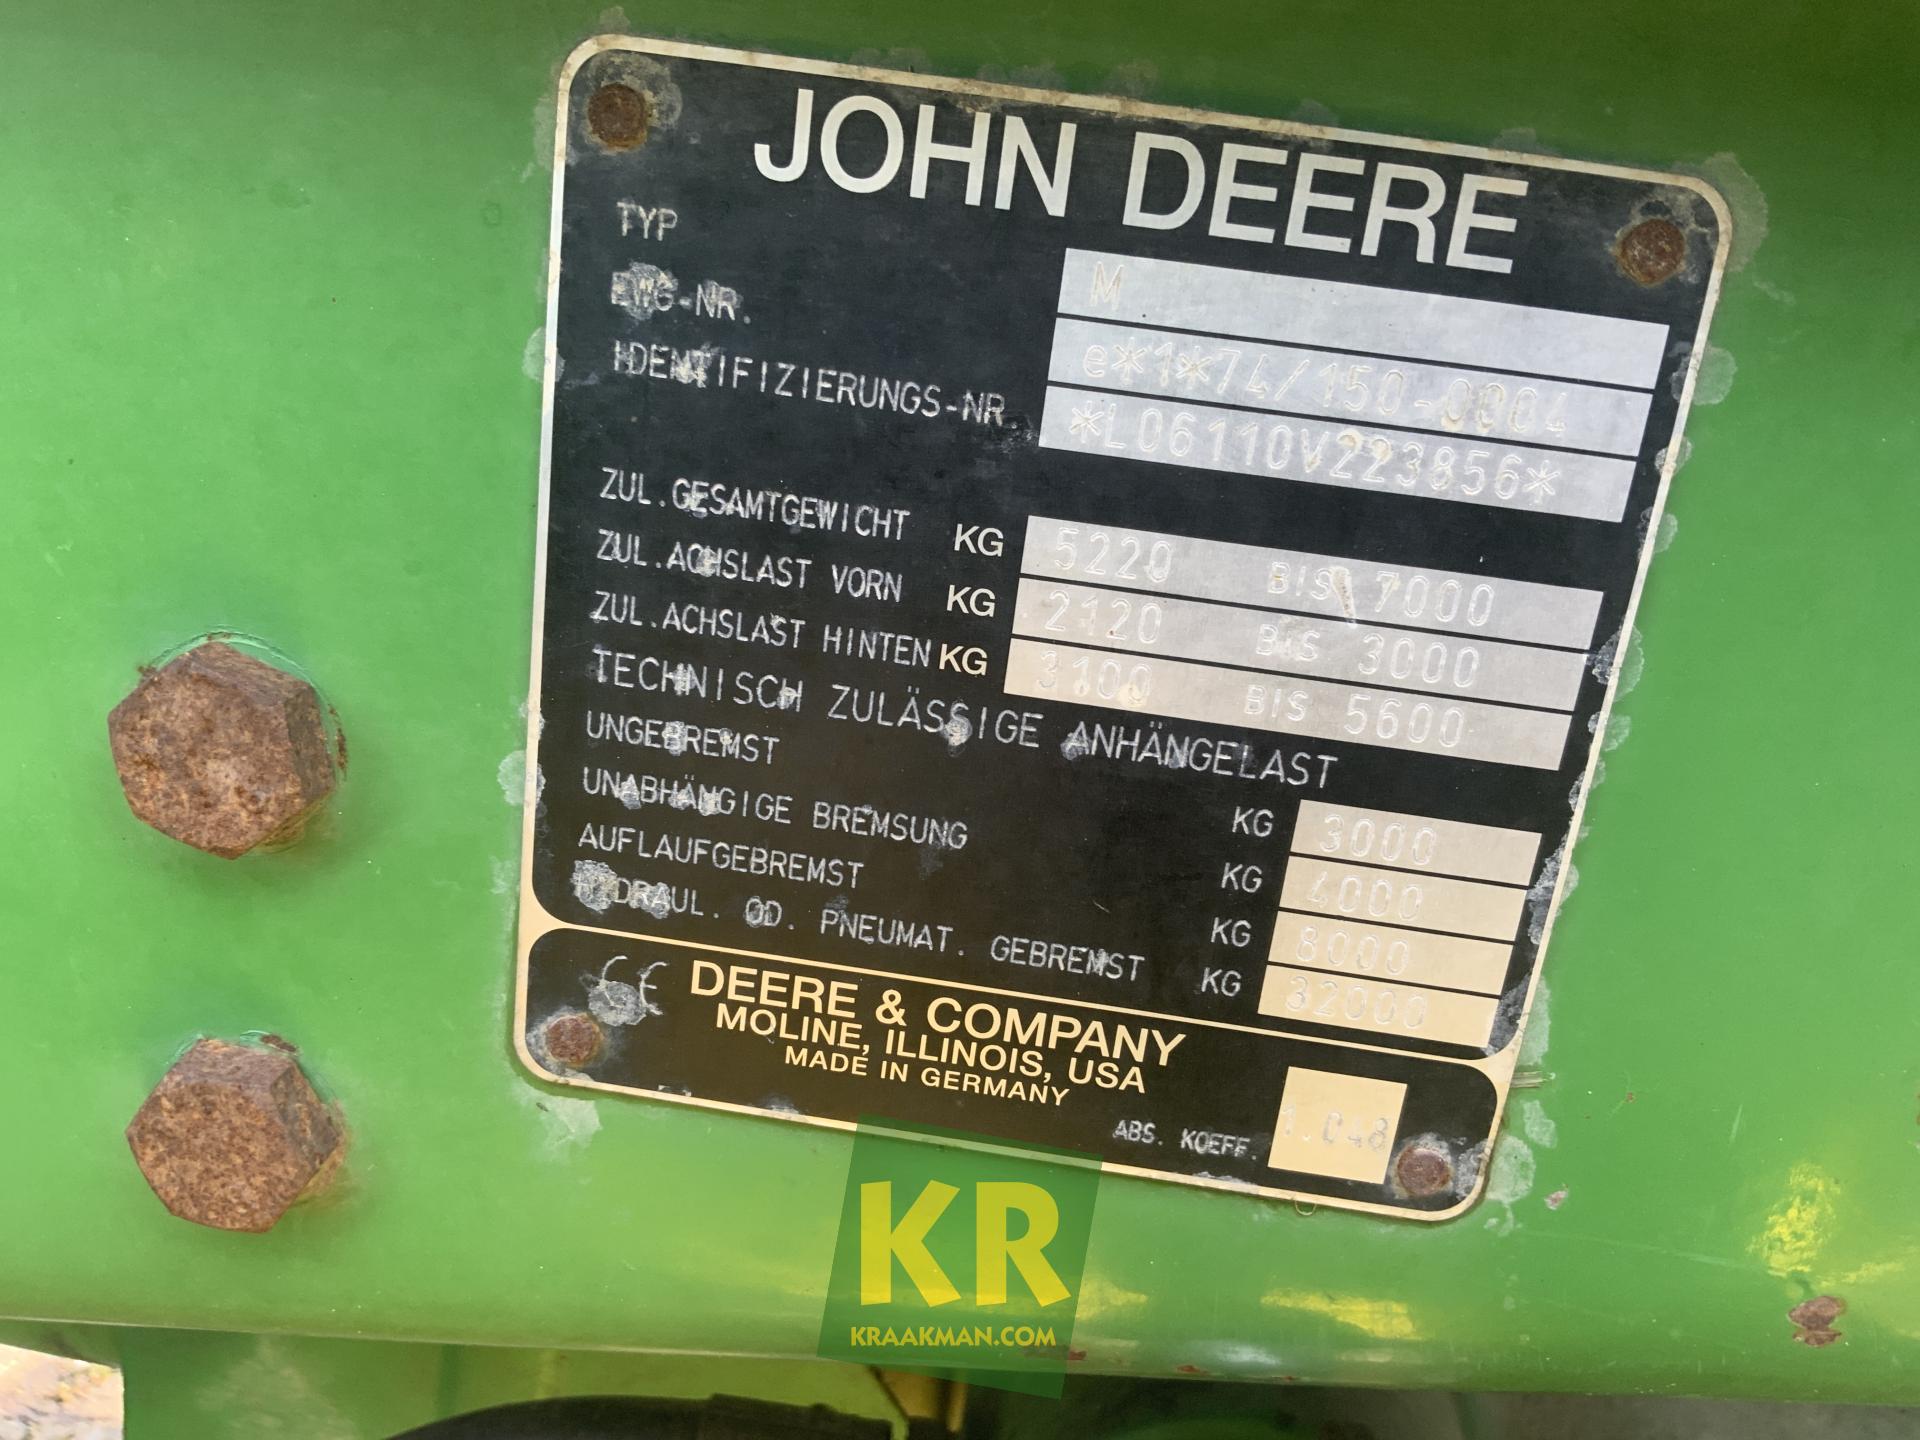 JOHN DEERE
TYP M
EWG-NR. e*1*74/150-0004
IDENTIFIZIERUNGS-NR. *L06110V223856*
ZUL.GESAMTGEWICHT KG 5220 BIS 7000
ZUL.ACHSLAST VORN KG 2120 BIS 3000
ZUL.ACHSLAST HINTEN KG 3100 BIS 5600
TECHNISCH ZULÄSSIGE ANHÄNGELAST
UNGEBREMST KG 3000
UNABHÄNGIGE BREMSUNG KG 4000
AUFLAUFGEBREMST KG 8000
HYDRAUL. OD. PNEUMAT. GEBREMST KG 32000
CE DEERE & COMPANY
MOLINE, ILLINOIS, USA
MADE IN GERMANY
ABS. KOEFF. 1.048
KR
KRAAKMAN.COM